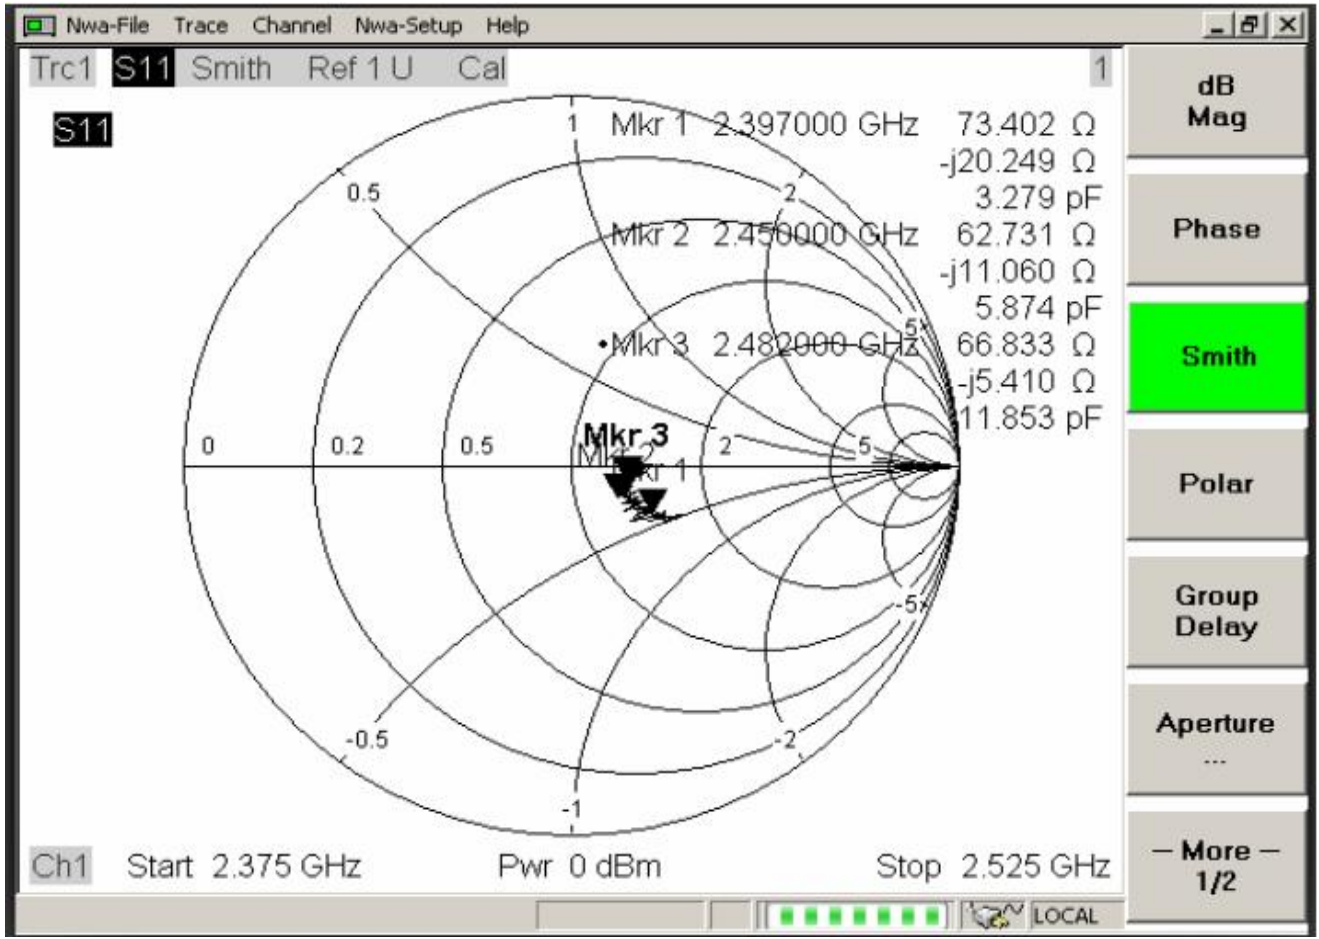 Nwa-File Trace Channel Nwa-Setup Help
Trc1 S11 Smith Ref 1 U Cal 1
S11
Mkr 1 2.397000 GHz 73.402 Ω
-j20.249 Ω
3.279 pF
Mkr 2 2.450000 GHz 62.731 Ω
-j11.060 Ω
5.874 pF
•Mkr 3 2.482000 GHz 66.833 Ω
-j5.410 Ω
11.853 pF
1
0.5 2
5
Mkr 3
0 0.2 0.5 2 5
Mkr 2
Mkr 1
-5
-0.5 -2
-1
Ch1 Start 2.375 GHz Pwr 0 dBm Stop 2.525 GHz
LOCAL
dB
Mag
Phase
Smith
Polar
Group
Delay
Aperture
...
— More —
1/2